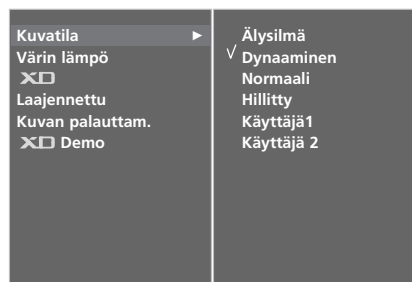 Kuvatila
Värin lämpö
XD
Laajennettu
Kuvan palauttam.
XD Demo
Älysilmä
√ Dynaaminen
Normaali
Hillitty
Käyttäjä1
Käyttäjä 2